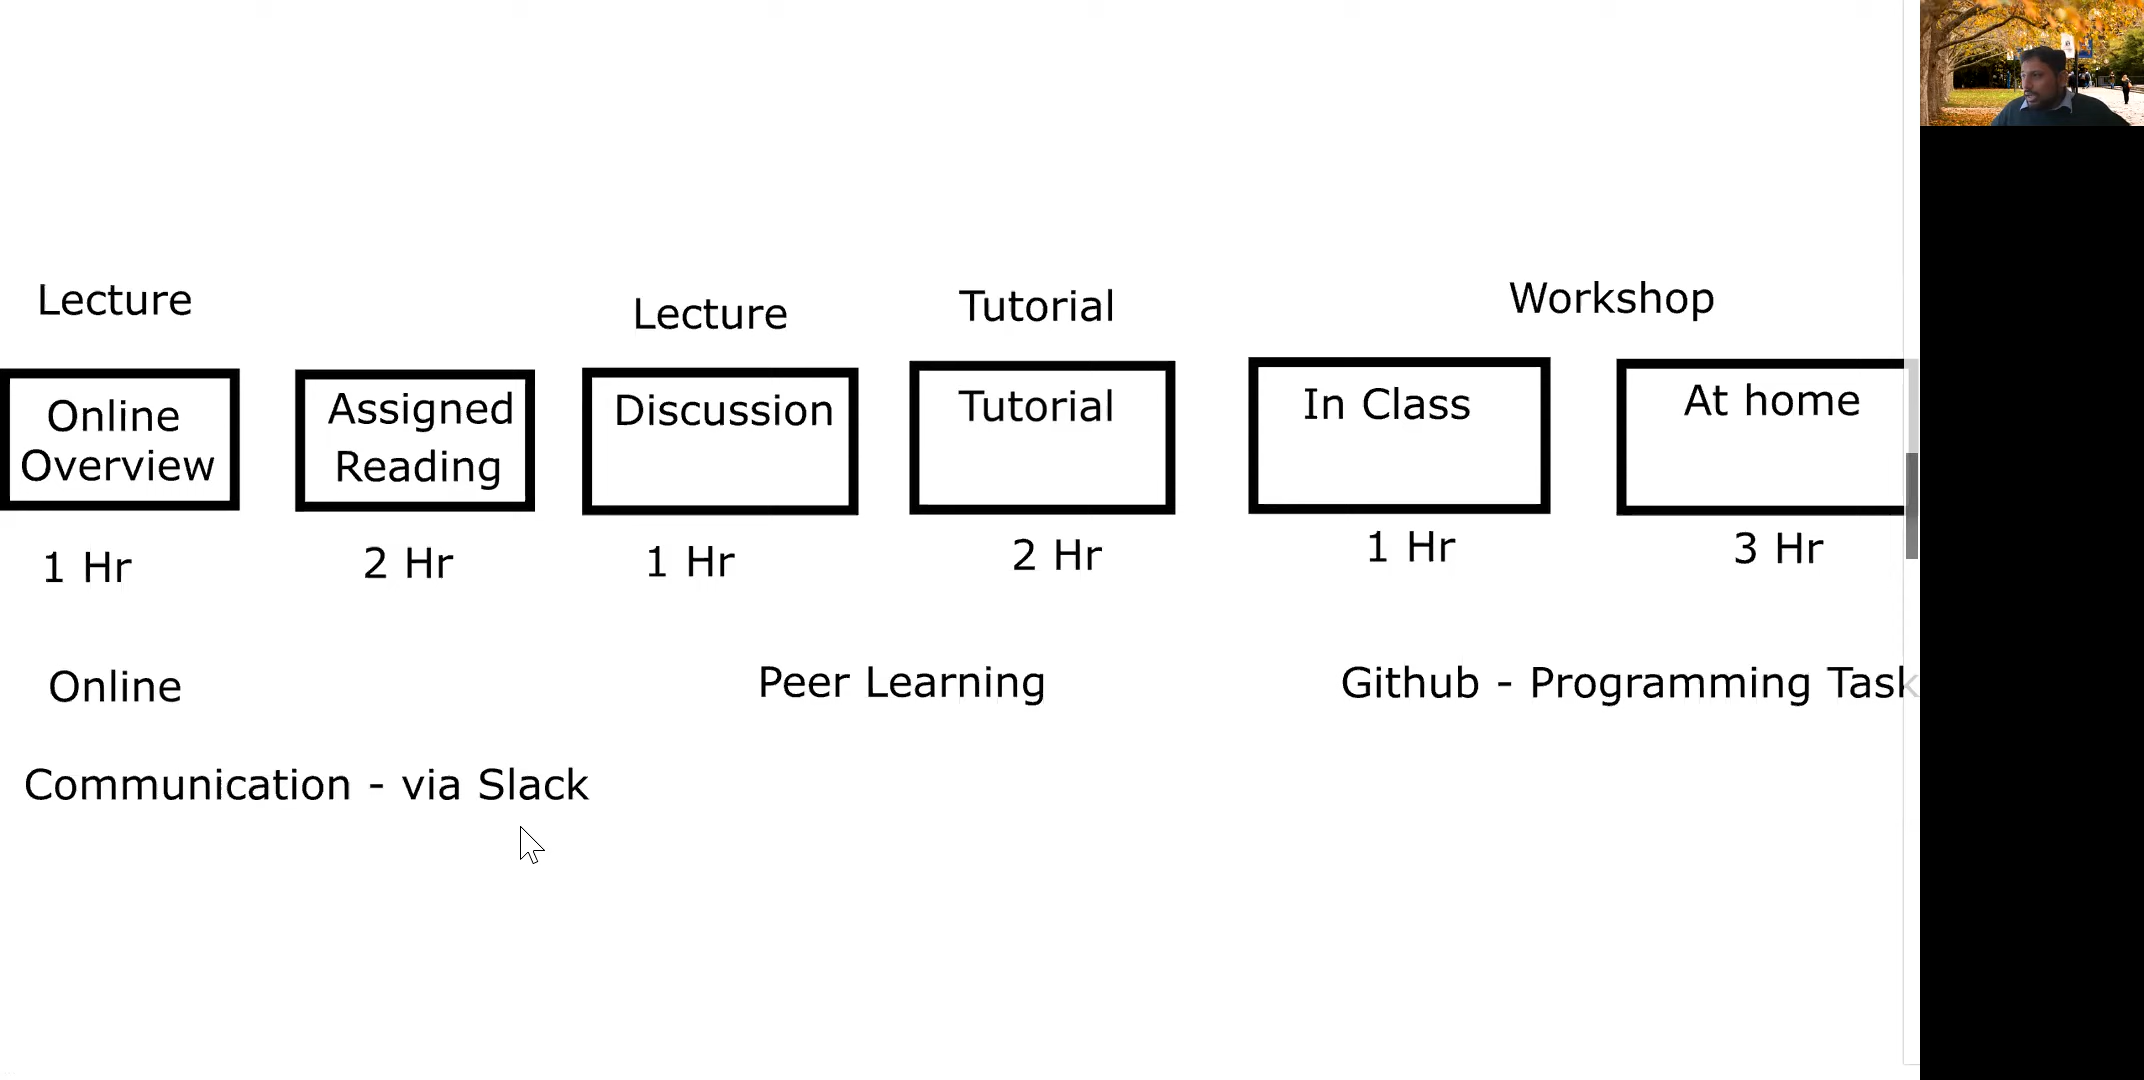 Lecture
Lecture
Tutorial
Workshop
Online
Overview
Assigned
Reading
Discussion
Tutorial
In Class
At home
1 Hr
2 Hr
1 Hr
2 Hr
1 Hr
3 Hr
Online
Peer Learning
Github - Programming Task
Communication - via Slack